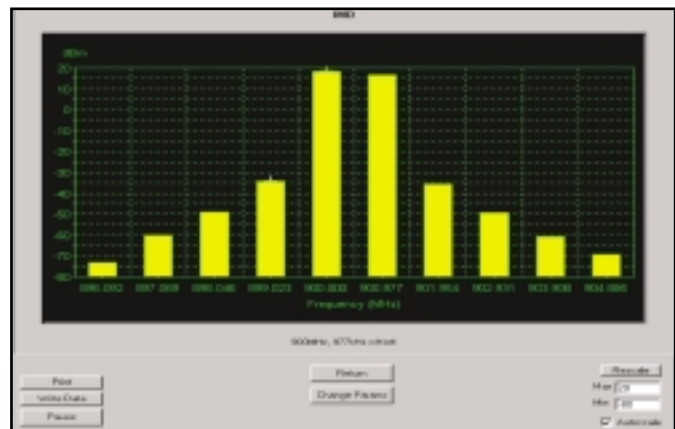 IMD
dBm
20
10
0
-10
-20
-30
-40
-50
-60
-70
-80
896.092 897.069 898.046 899.023 900.000 900.977 901.954 902.931 903.908 904.885
Frequency (MHz)
900MHz, 977kHz offset
Print
Write Data
Pause
Return
Change Params
Rescale
Max 20
Min -80
Autoscale